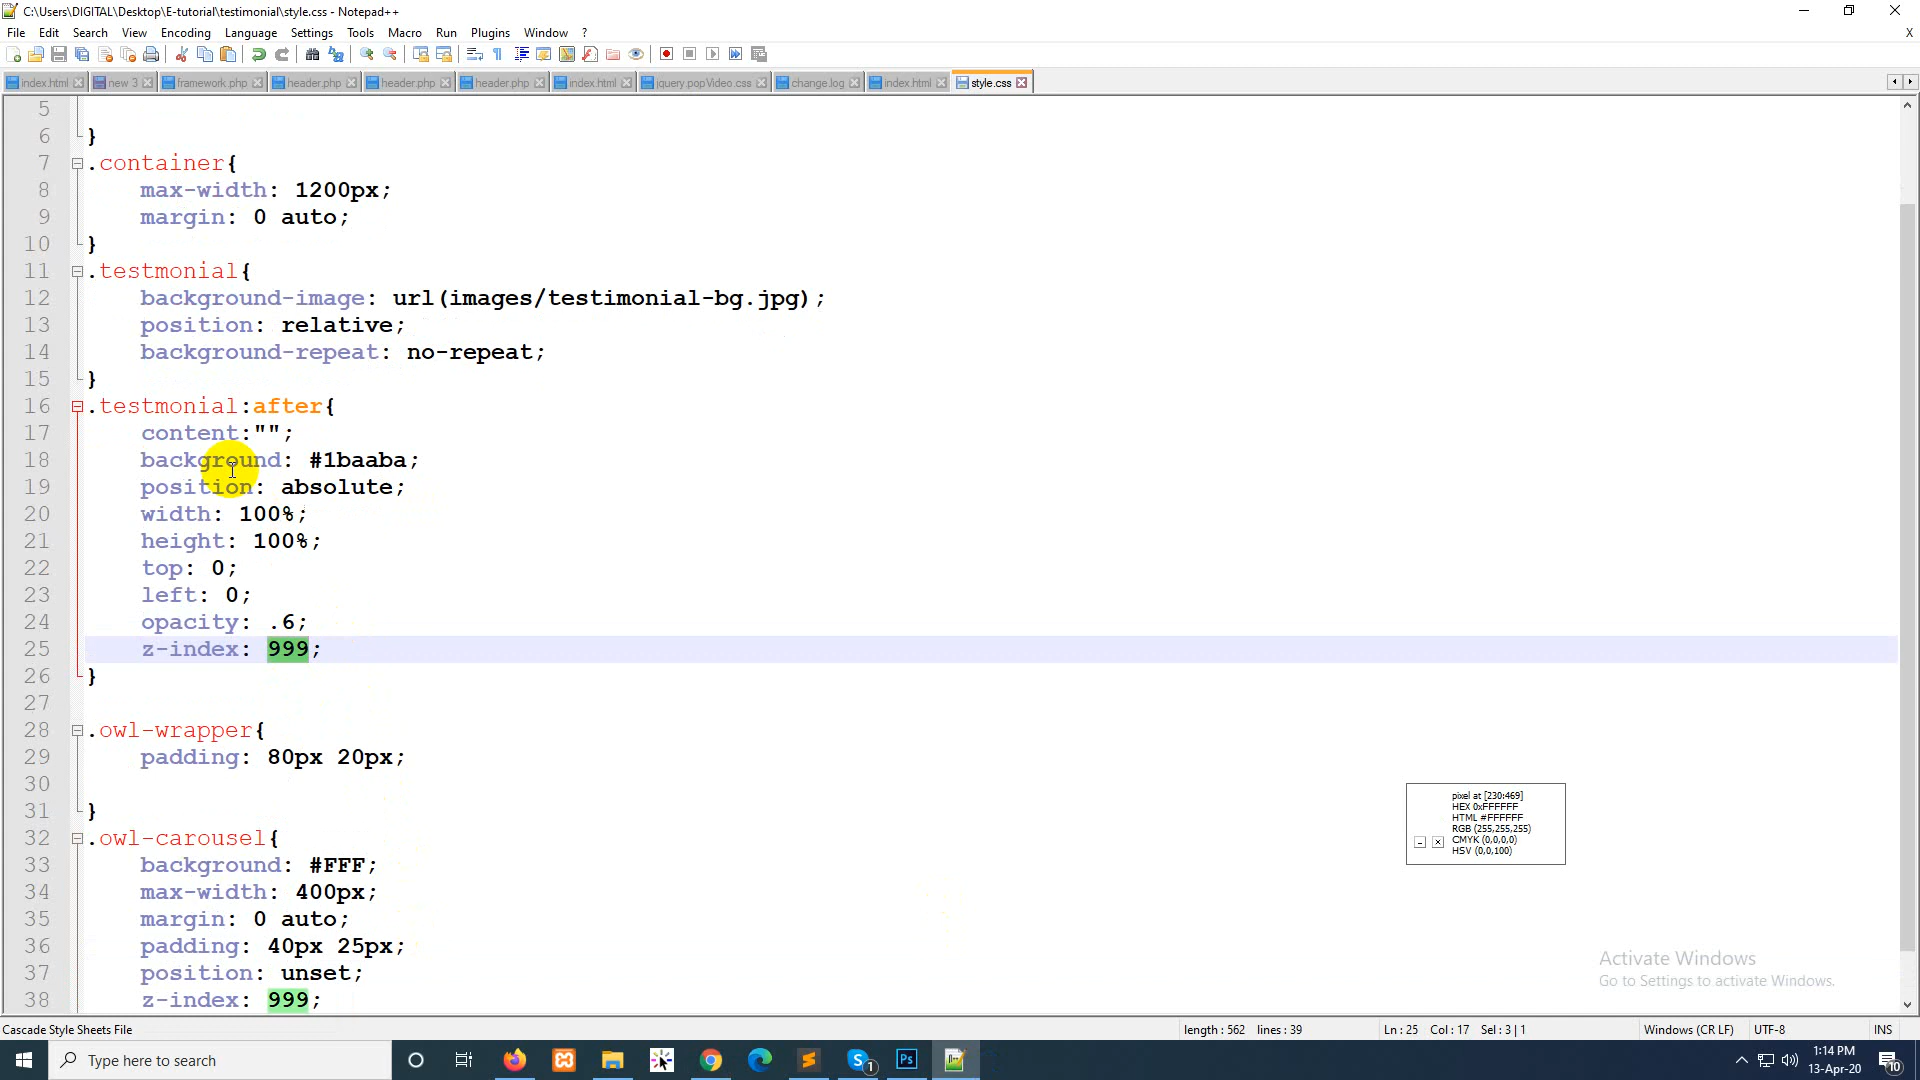 C:\Users\DIGITAL\Desktop\E-tutorial\testimonial\style.css - Notepad++
X
File Edit Search View Encoding Language Settings Tools Macro Run Plugins Window ?
X
index.html new 3 framework.php header.php header.php header.php index.html jquery.popVideo.css change.log index.html style.css
5
6 }
7 .container{
8 max-width: 1200px;
9 margin: 0 auto;
10 }
11 .testmonial{
12 background-image: url(images/testimonial-bg.jpg);
13 position: relative;
14 background-repeat: no-repeat;
15 }
16 .testmonial:after{
17 content:"";
18 background: #1baaba;
19 position: absolute;
20 width: 100%;
21 height: 100%;
22 top: 0;
23 left: 0;
24 opacity: .6;
25 z-index: 999;
26 }
27
28 .owl-wrapper{
29 padding: 80px 20px;
30
31 }
32 .owl-carousel{
33 background: #FFF;
34 max-width: 400px;
35 margin: 0 auto;
36 padding: 40px 25px;
37 position: unset;
38 z-index: 999;
pixel at [230:469]
HEX 0xFFFFFF
HTML #FFFFFF
RGB (255,255,255)
CMYK (0,0,0,0)
HSV (0,0,100)
Activate Windows
Go to Settings to activate Windows.
Cascade Style Sheets File length : 562 lines : 39 Ln : 25 Col : 17 Sel : 3 | 1 Windows (CR LF) UTF-8 INS
Type here to search
1
Ps
1:14 PM
13-Apr-20
10